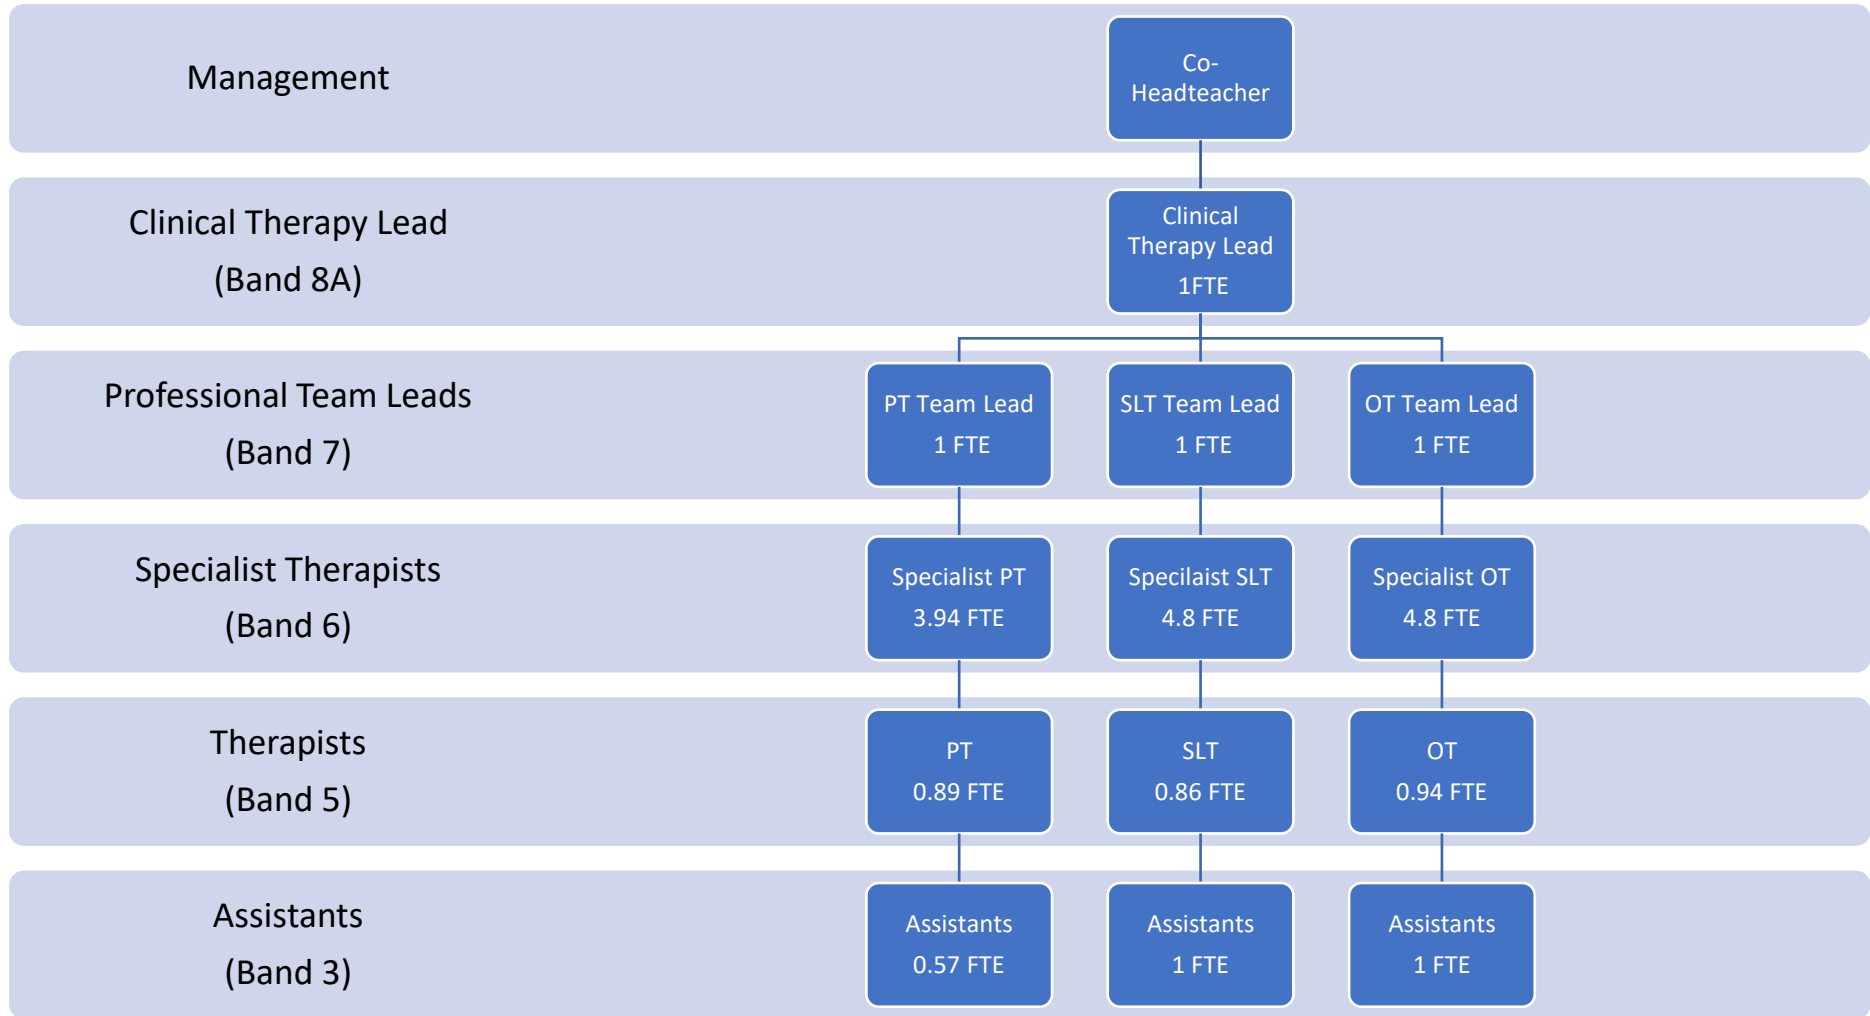 Management
Co-
Headteacher
Clinical Therapy Lead
(Band 8A)
Clinical
Therapy Lead
1FTE
Professional Team Leads
(Band 7)
PT Team Lead
1 FTE
SLT Team Lead
1 FTE
OT Team Lead
1 FTE
Specialist Therapists
(Band 6)
Specialist PT
3.94 FTE
Specilaist SLT
4.8 FTE
Specialist OT
4.8 FTE
Therapists
(Band 5)
PT
0.89 FTE
SLT
0.86 FTE
OT
0.94 FTE
Assistants
(Band 3)
Assistants
0.57 FTE
Assistants
1 FTE
Assistants
1 FTE